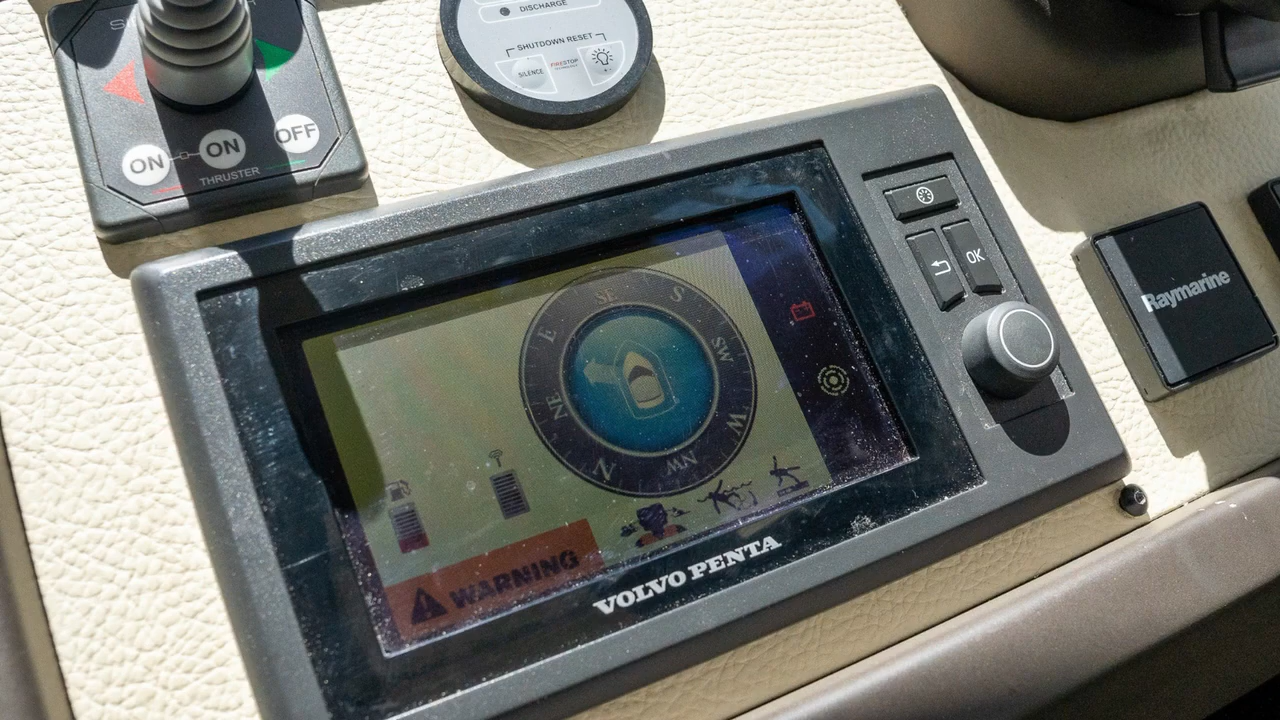 DISCHARGE
SHUTDOWN RESET
SILENCE
FIRESTOP
ON
ON
OFF
THRUSTER
OK
Raymarine
SE
S
SW
W
NW
N
NE
E
WARNING
VOLVO PENTA